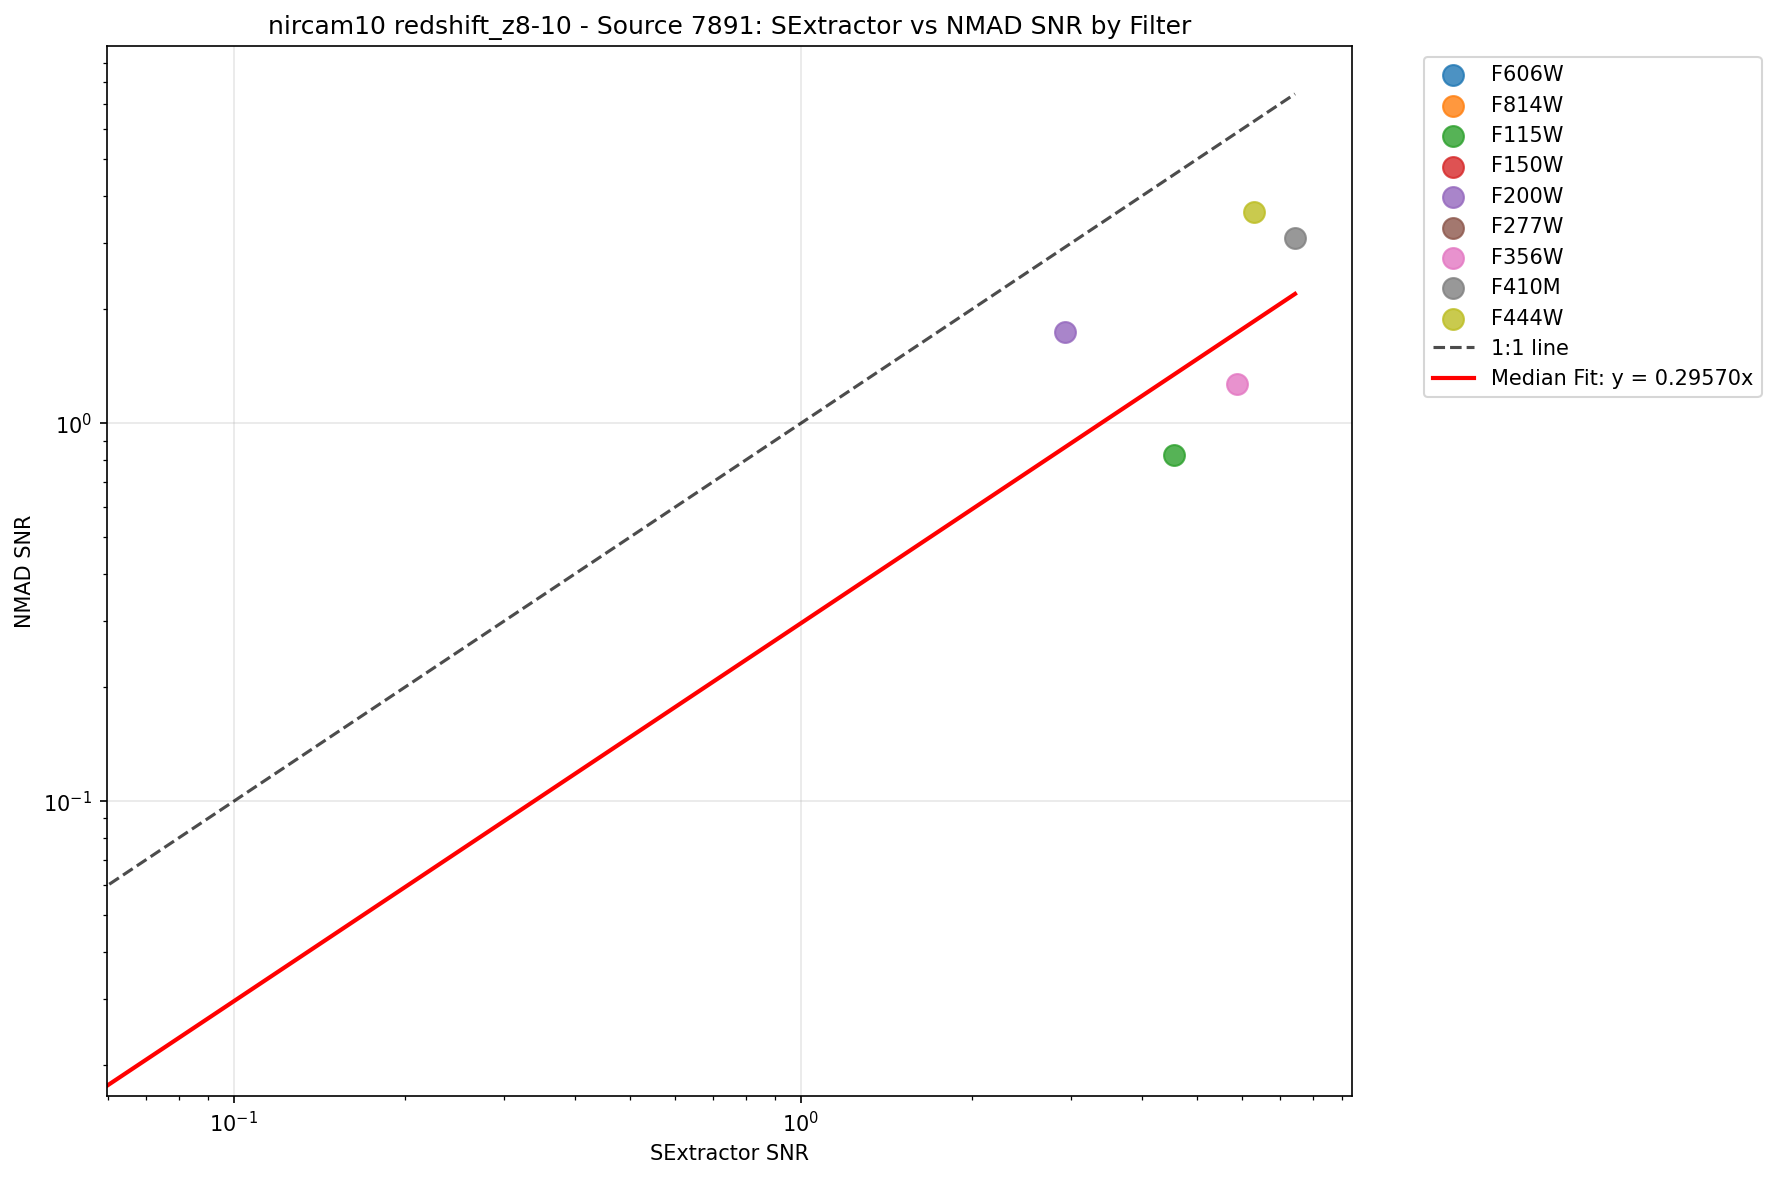 nircam10 redshift_z8-10 - Source 7891: SExtractor vs NMAD SNR by Filter
F606W
F814W
F115W
F150W
F200W
F277W
F356W
F410M
F444W
1:1 line
Median Fit: y = 0.29570x
NMAD SNR
10⁰
10⁻¹
10⁻¹
10⁰
SExtractor SNR